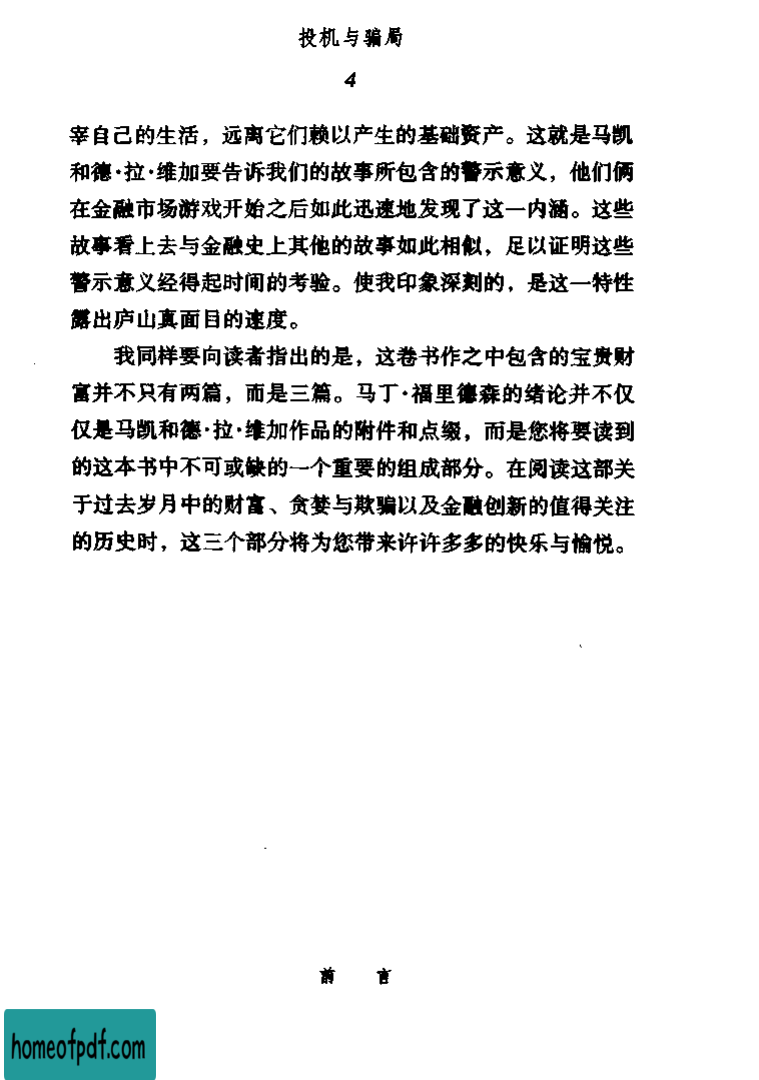 投机与骗局
4
宰自己的生活，远离它们赖以产生的基础资产。这就是马凯
和德·拉·维加要告诉我们的故事所包含的警示意义，他们俩
在金融市场游戏开始之后如此迅速地发现了这一内涵。这些
故事看上去与金融史上其他的故事如此相似，足以证明这些
警示意义经得起时间的考验。使我印象深刻的，是这一特性
露出庐山真面目的速度。
我同样要向读者指出的是，这卷书作之中包含的宝贵财
富并不只有两篇，而是三篇。马丁·福里德森的绪论并不仅
仅是马凯和德·拉·维加作品的附件和点缀，而是您将要读到
的这本书中不可或缺的一个重要的组成部分。在阅读这部关
于过去岁月中的财富、贪婪与欺骗以及金融创新的值得关注
的历史时，这三个部分将为您带来许许多多的快乐与愉悦。
前 言
homeofpdf.com